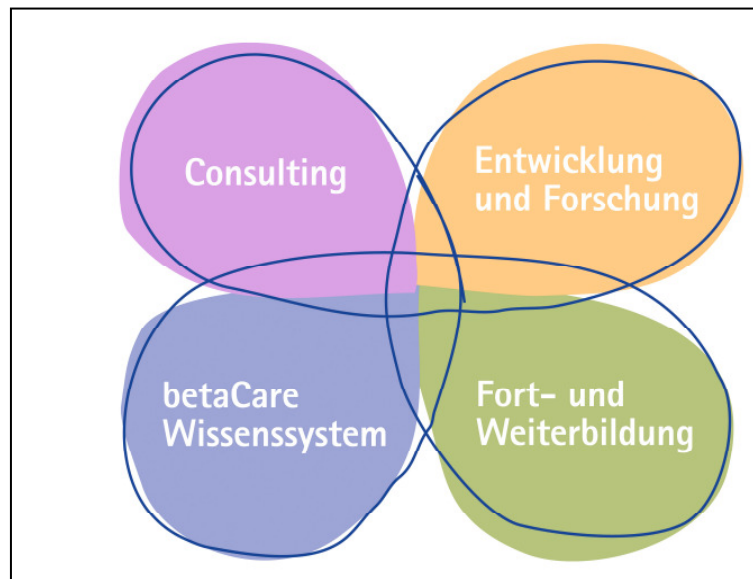 Consulting
Entwicklung
und Forschung
betaCare
Wissenssystem
Fort- und
Weiterbildung